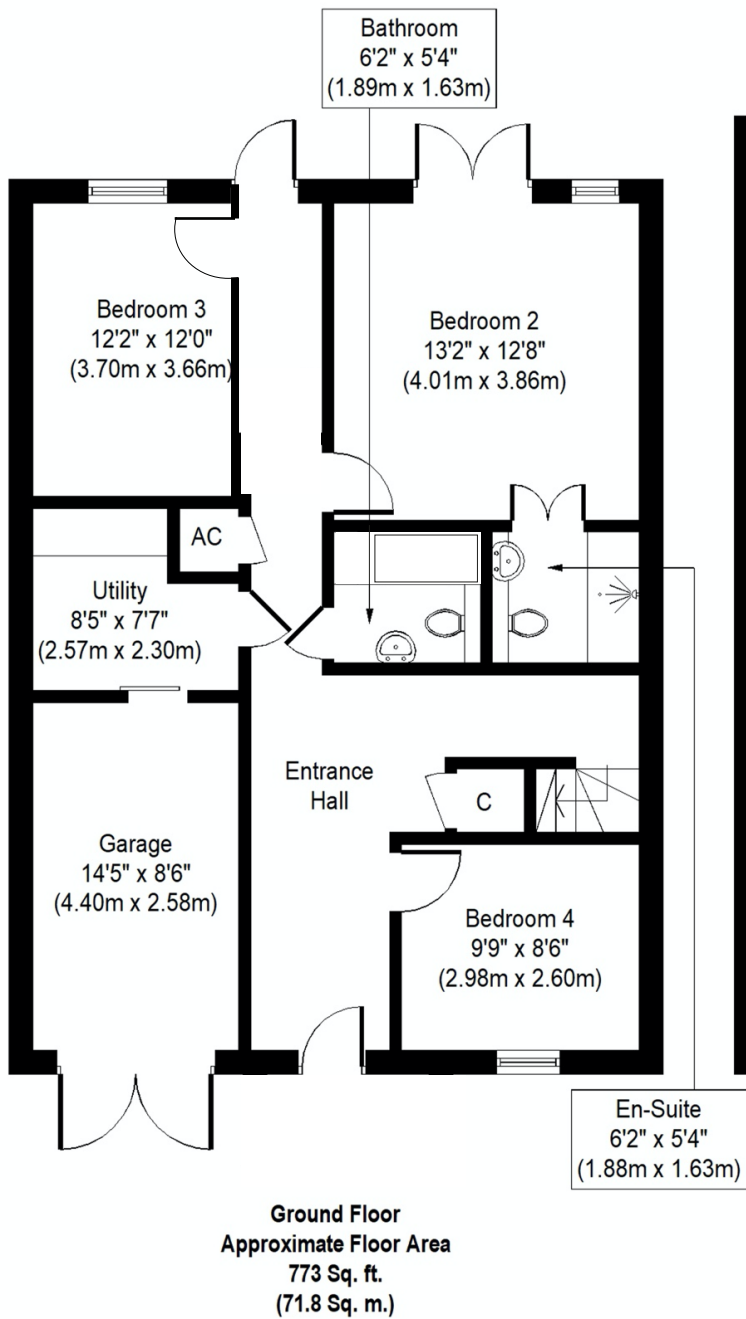 Bathroom
6'2" x 5'4"
(1.89m x 1.63m)
Bedroom 3
12'2" x 12'0"
(3.70m x 3.66m)
Bedroom 2
13'2" x 12'8"
(4.01m x 3.86m)
AC
Utility
8'5" x 7'7"
(2.57m x 2.30m)
Entrance
Hall
C
Garage
14'5" x 8'6"
(4.40m x 2.58m)
Bedroom 4
9'9" x 8'6"
(2.98m x 2.60m)
En-Suite
6'2" x 5'4"
(1.88m x 1.63m)
Ground Floor
Approximate Floor Area
773 Sq. ft.
(71.8 Sq. m.)